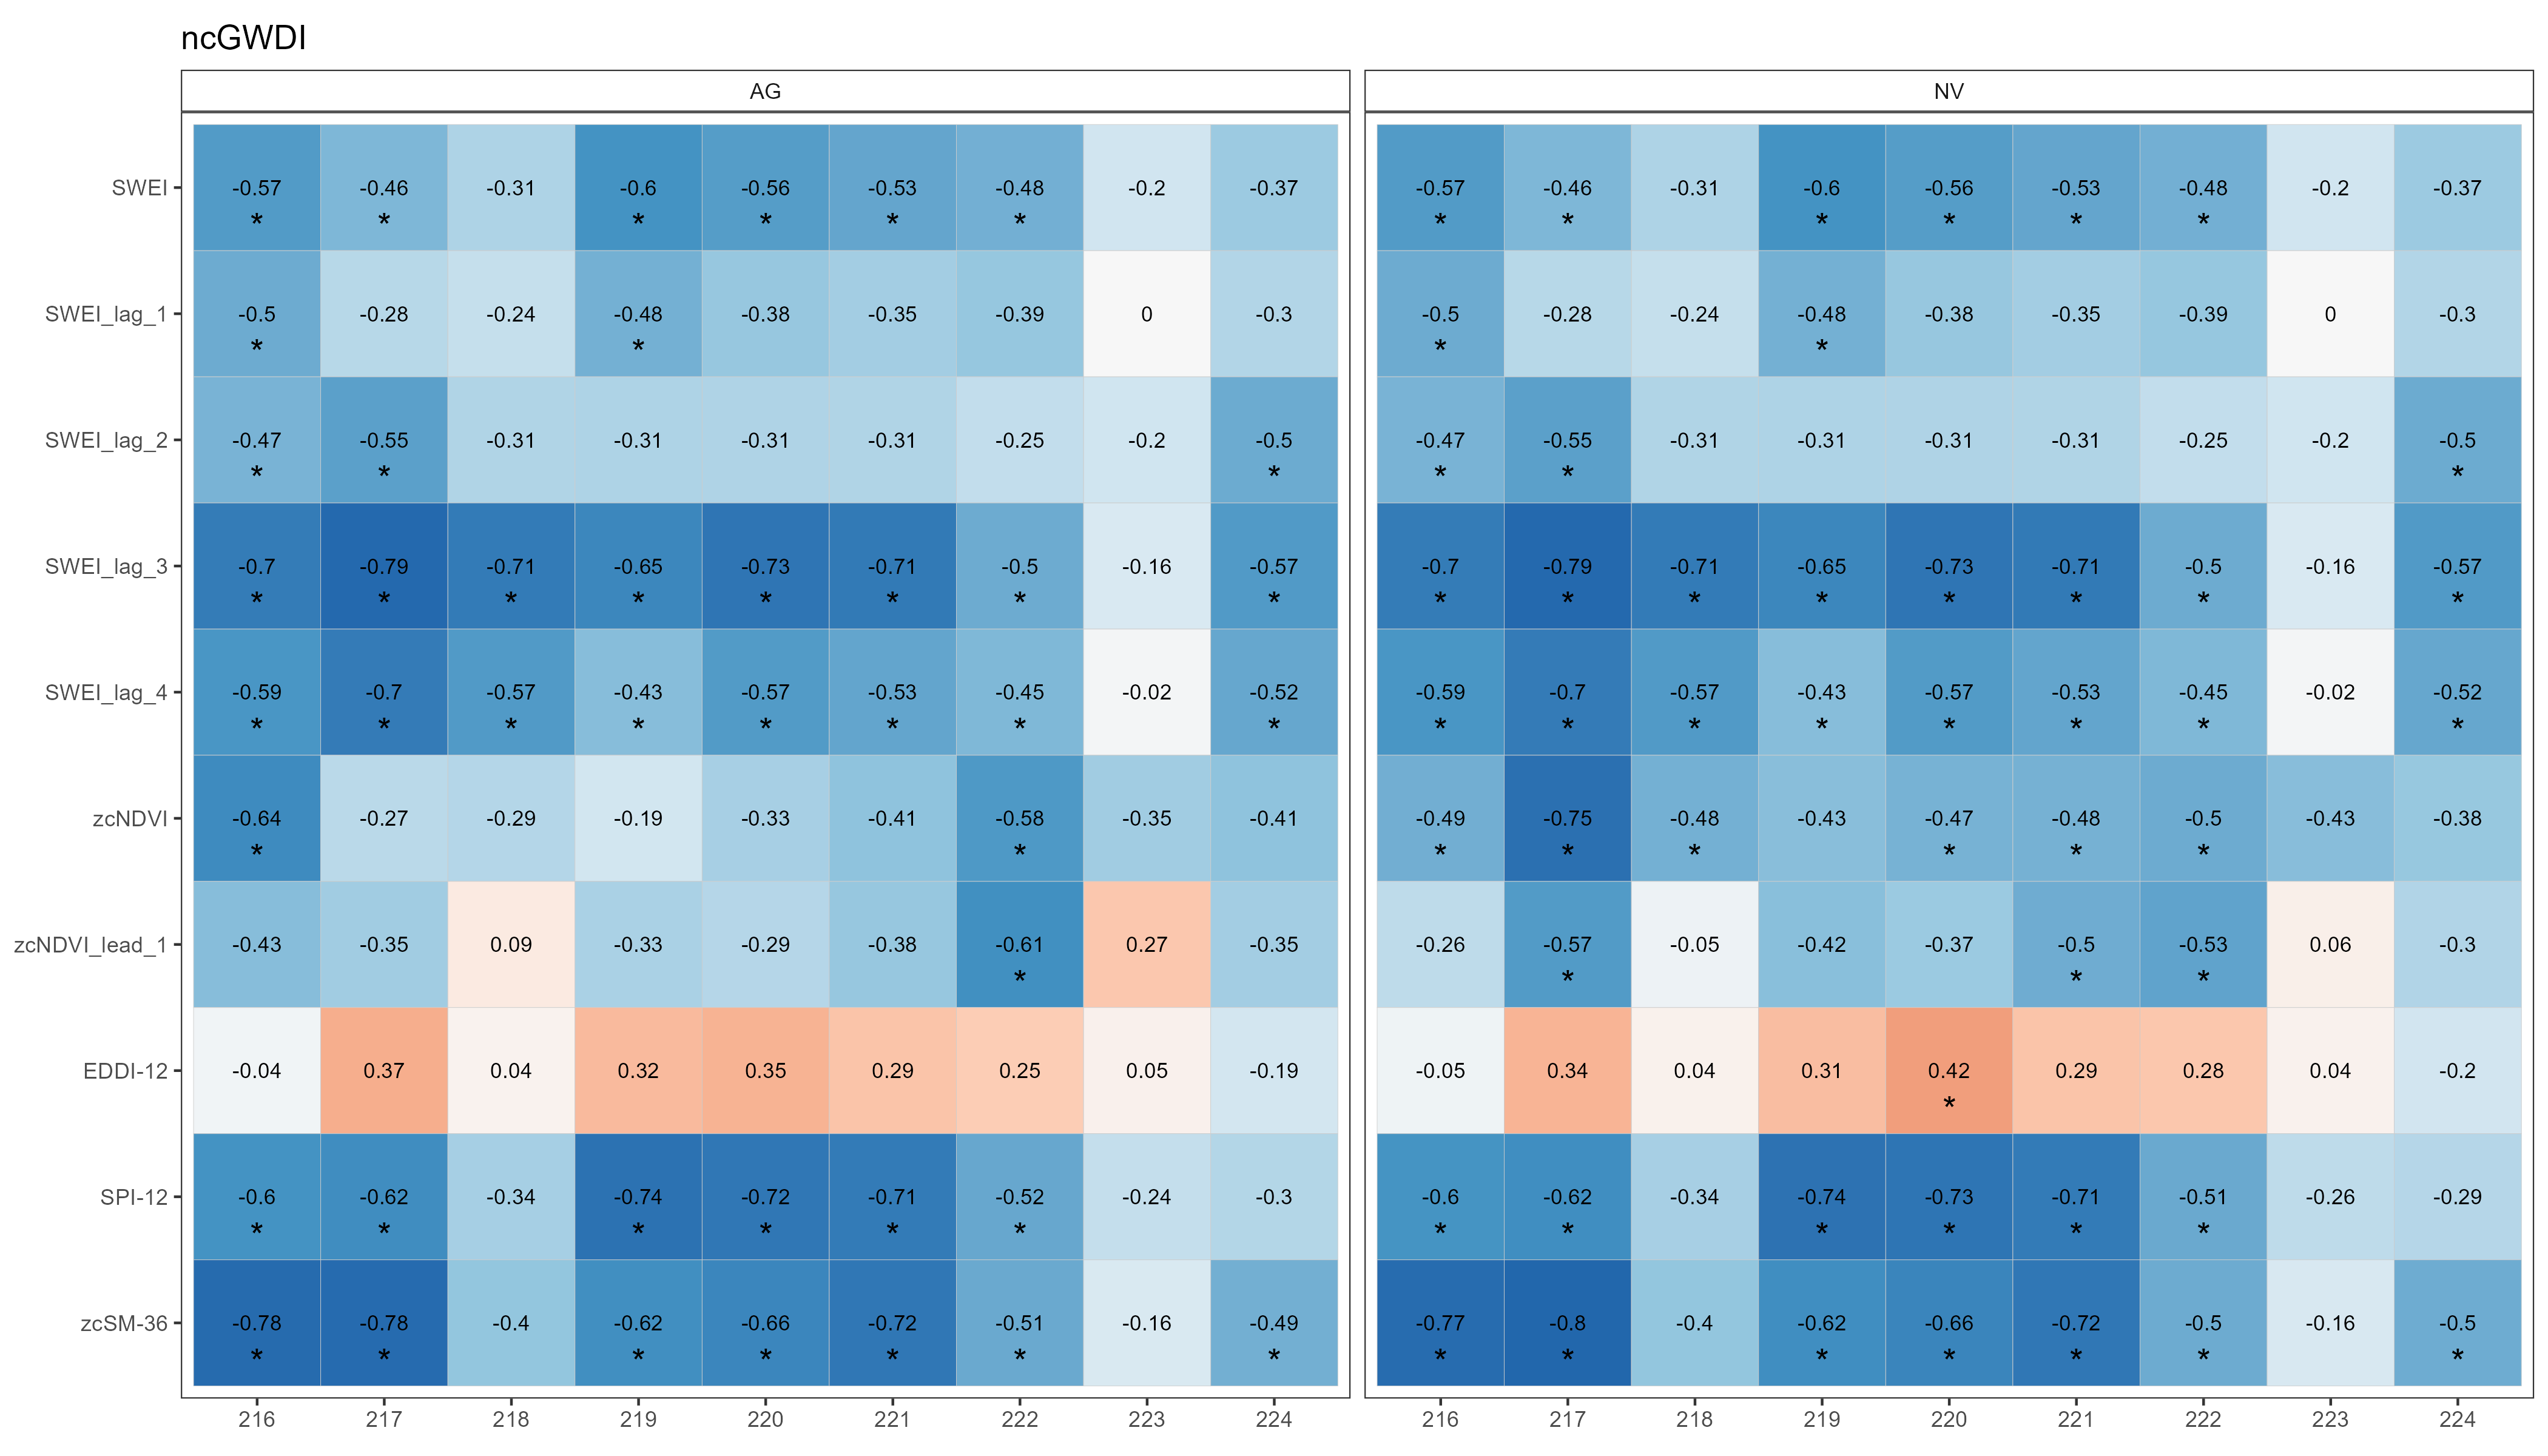 ncGWDI
AG NV
SWEI -0.57 -0.46 -0.31 -0.6 -0.56 -0.53 -0.48 -0.2 -0.37 -0.57 -0.46 -0.31 -0.6 -0.56 -0.53 -0.48 -0.2 -0.37
* * * * * * * * * * * *
SWEI_lag_1 -0.5 -0.28 -0.24 -0.48 -0.38 -0.35 -0.39 0 -0.3 -0.5 -0.28 -0.24 -0.48 -0.38 -0.35 -0.39 0 -0.3
* * * *
SWEI_lag_2 -0.47 -0.55 -0.31 -0.31 -0.31 -0.31 -0.25 -0.2 -0.5 -0.47 -0.55 -0.31 -0.31 -0.31 -0.31 -0.25 -0.2 -0.5
* * * * * *
SWEI_lag_3 -0.7 -0.79 -0.71 -0.65 -0.73 -0.71 -0.5 -0.16 -0.57 -0.7 -0.79 -0.71 -0.65 -0.73 -0.71 -0.5 -0.16 -0.57
* * * * * * * * * * * * * * * *
SWEI_lag_4 -0.59 -0.7 -0.57 -0.43 -0.57 -0.53 -0.45 -0.02 -0.52 -0.59 -0.7 -0.57 -0.43 -0.57 -0.53 -0.45 -0.02 -0.52
* * * * * * * * * * * * * * * *
zcNDVI -0.64 -0.27 -0.29 -0.19 -0.33 -0.41 -0.58 -0.35 -0.41 -0.49 -0.75 -0.48 -0.43 -0.47 -0.48 -0.5 -0.43 -0.38
* * * * * * * *
zcNDVI_lead_1 -0.43 -0.35 0.09 -0.33 -0.29 -0.38 -0.61 0.27 -0.35 -0.26 -0.57 -0.05 -0.42 -0.37 -0.5 -0.53 0.06 -0.3
* * * *
EDDI-12 -0.04 0.37 0.04 0.32 0.35 0.29 0.25 0.05 -0.19 -0.05 0.34 0.04 0.31 0.42 0.29 0.28 0.04 -0.2
*
SPI-12 -0.6 -0.62 -0.34 -0.74 -0.72 -0.71 -0.52 -0.24 -0.3 -0.6 -0.62 -0.34 -0.74 -0.73 -0.71 -0.51 -0.26 -0.29
* * * * * * * * * * * *
zcSM-36 -0.78 -0.78 -0.4 -0.62 -0.66 -0.72 -0.51 -0.16 -0.49 -0.77 -0.8 -0.4 -0.62 -0.66 -0.72 -0.5 -0.16 -0.5
* * * * * * * * * * * * * *
216 217 218 219 220 221 222 223 224 216 217 218 219 220 221 222 223 224